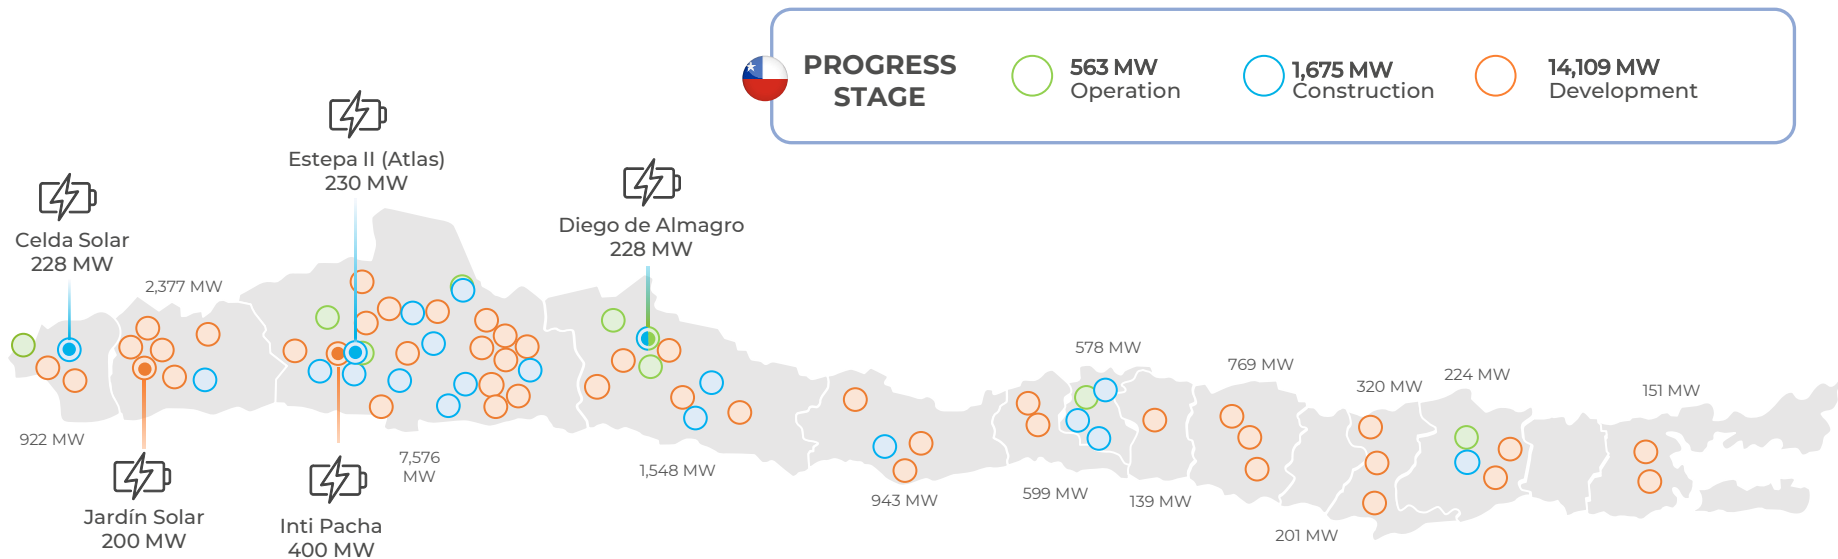 PROGRESS
STAGE
563 MW
Operation
1,675 MW
Construction
14,109 MW
Development
Estepa II (Atlas)
230 MW
Celda Solar
228 MW
Diego de Almagro
228 MW
2,377 MW
578 MW
769 MW
320 MW
224 MW
151 MW
922 MW
7,576
MW
1,548 MW
943 MW
599 MW
139 MW
201 MW
Jardín Solar
200 MW
Inti Pacha
400 MW